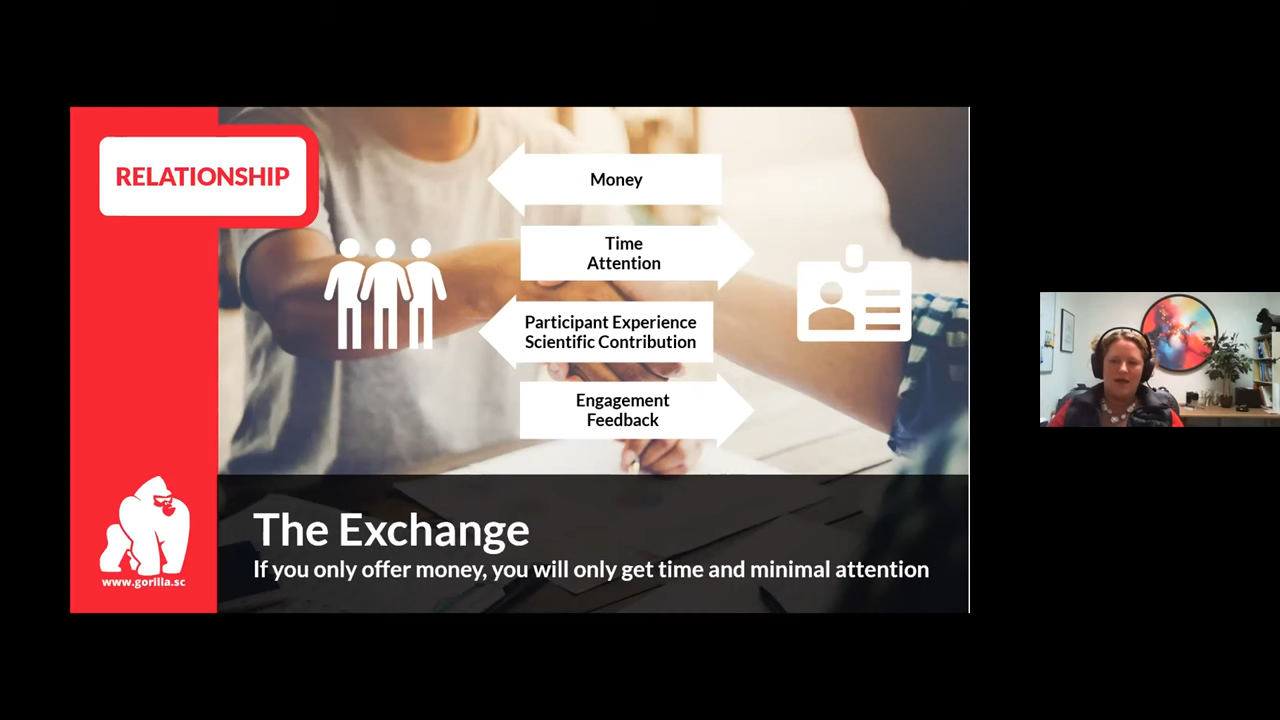 RELATIONSHIP
Money
Time
Attention
Participant Experience
Scientific Contribution
Engagement
Feedback
www.gorilla.sc
The Exchange
If you only offer money, you will only get time and minimal attention